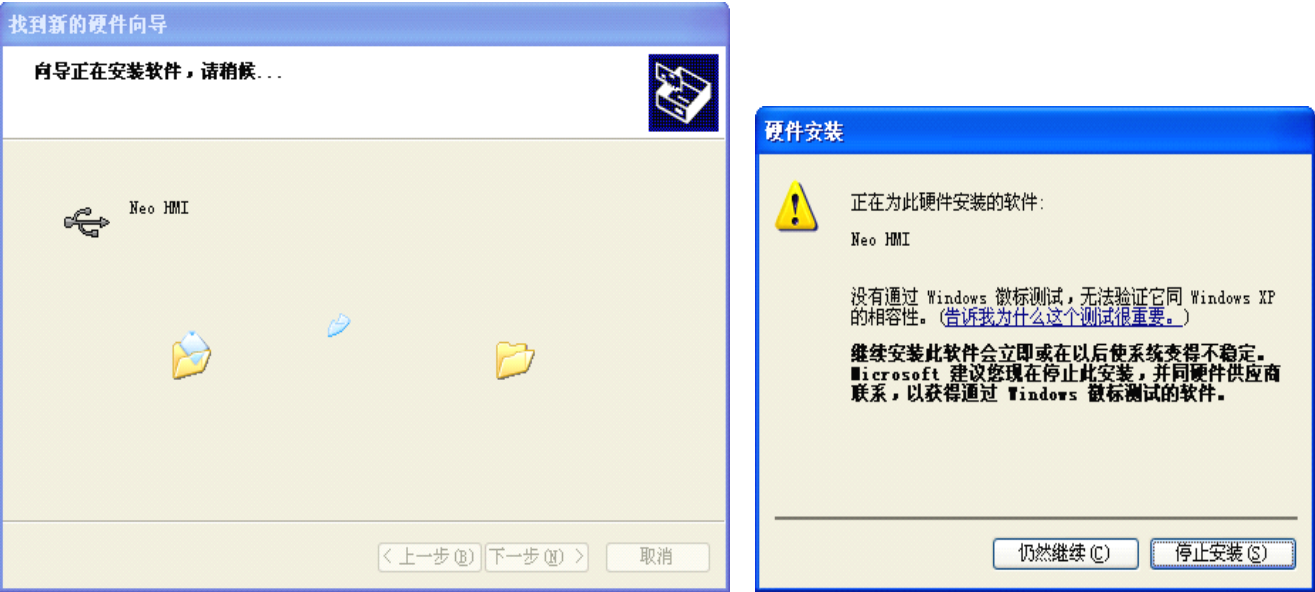 找到新的硬件向导
向导正在安装软件，请稍候...
Neo HMI
< 上一步(B)
下一步(N) >
取消
硬件安装
正在为此硬件安装的软件:
Neo HMI
没有通过 Windows 徽标测试，无法验证它同 Windows XP
的相容性。(告诉我为什么这个测试很重要。)
继续安装此软件会立即或在以后使系统变得不稳定。
Microsoft 建议您现在停止此安装，并同硬件供应商
联系，以获得通过 Windows 徽标测试的软件。
仍然继续(C)
停止安装(S)